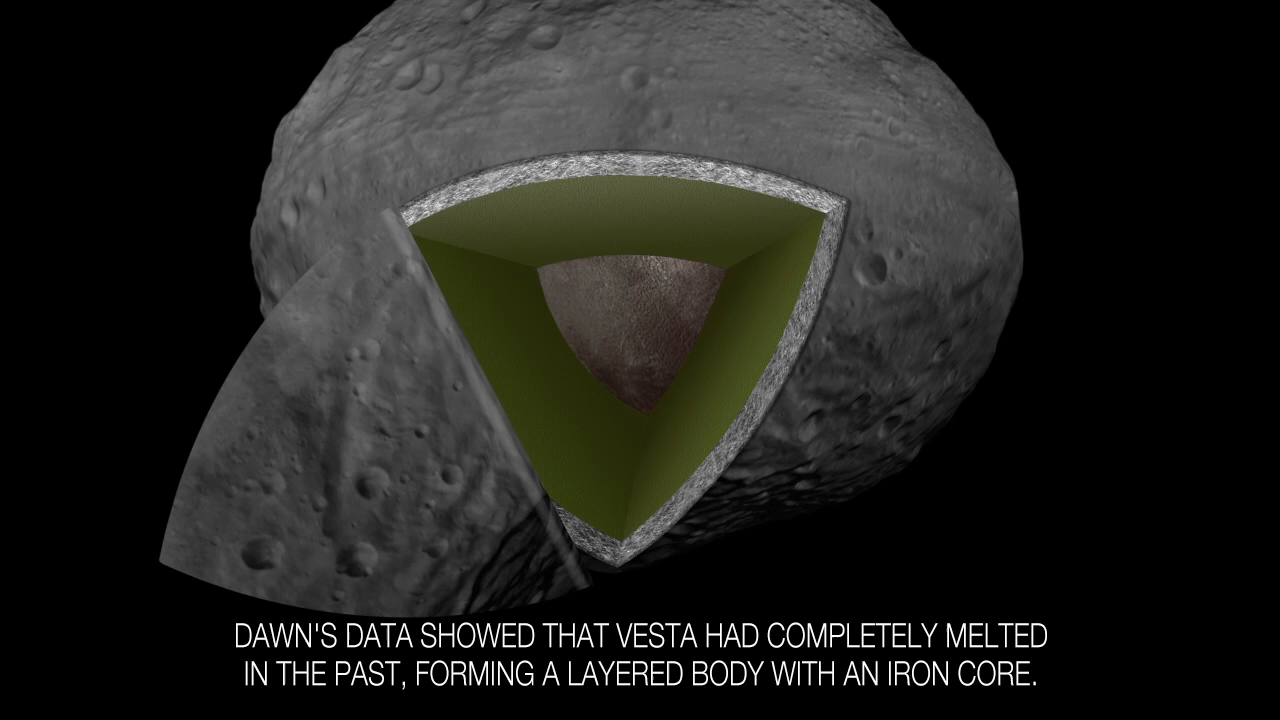 DAWN'S DATA SHOWED THAT VESTA HAD COMPLETELY MELTED
IN THE PAST, FORMING A LAYERED BODY WITH AN IRON CORE.